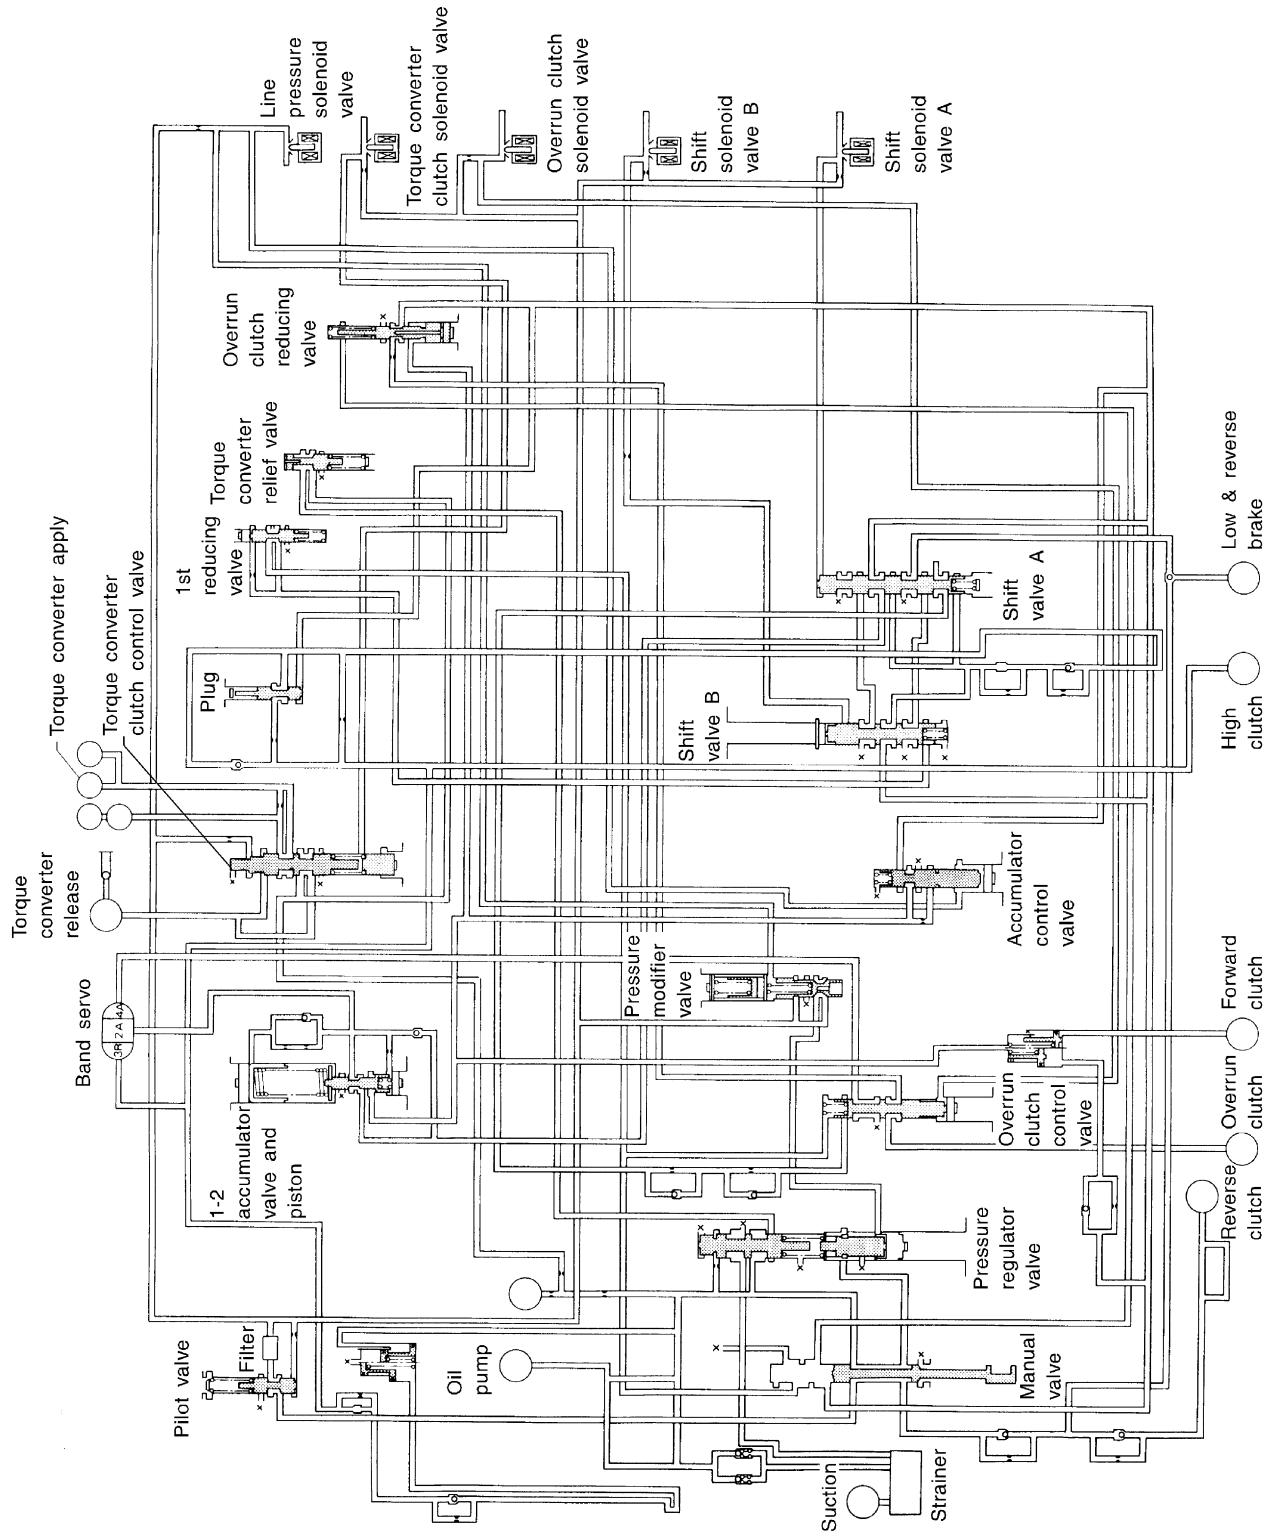 Line
pressure
solenoid
valve
Torque converter
clutch solenoid valve
Overrun clutch
solenoid valve
Shift
solenoid
valve B
Shift
solenoid
valve A
Overrun
clutch
reducing
valve
Torque
converter
relief valve
1st
reducing
valve
Torque converter apply
Torque converter
clutch control valve
Plug
Shift
valve B
Shift
valve A
Low & reverse
brake
High
clutch
Torque
converter
release
Accumulator
control
valve
Band servo
3R 2A 4A
Pressure
modifier
valve
1-2
accumulator
valve and
piston
Overrun
clutch control
valve
Forward
clutch
Overrun
clutch
Reverse
clutch
Pressure
regulator
valve
Pilot valve
Filter
Oil
pump
Manual
valve
Suction
Strainer